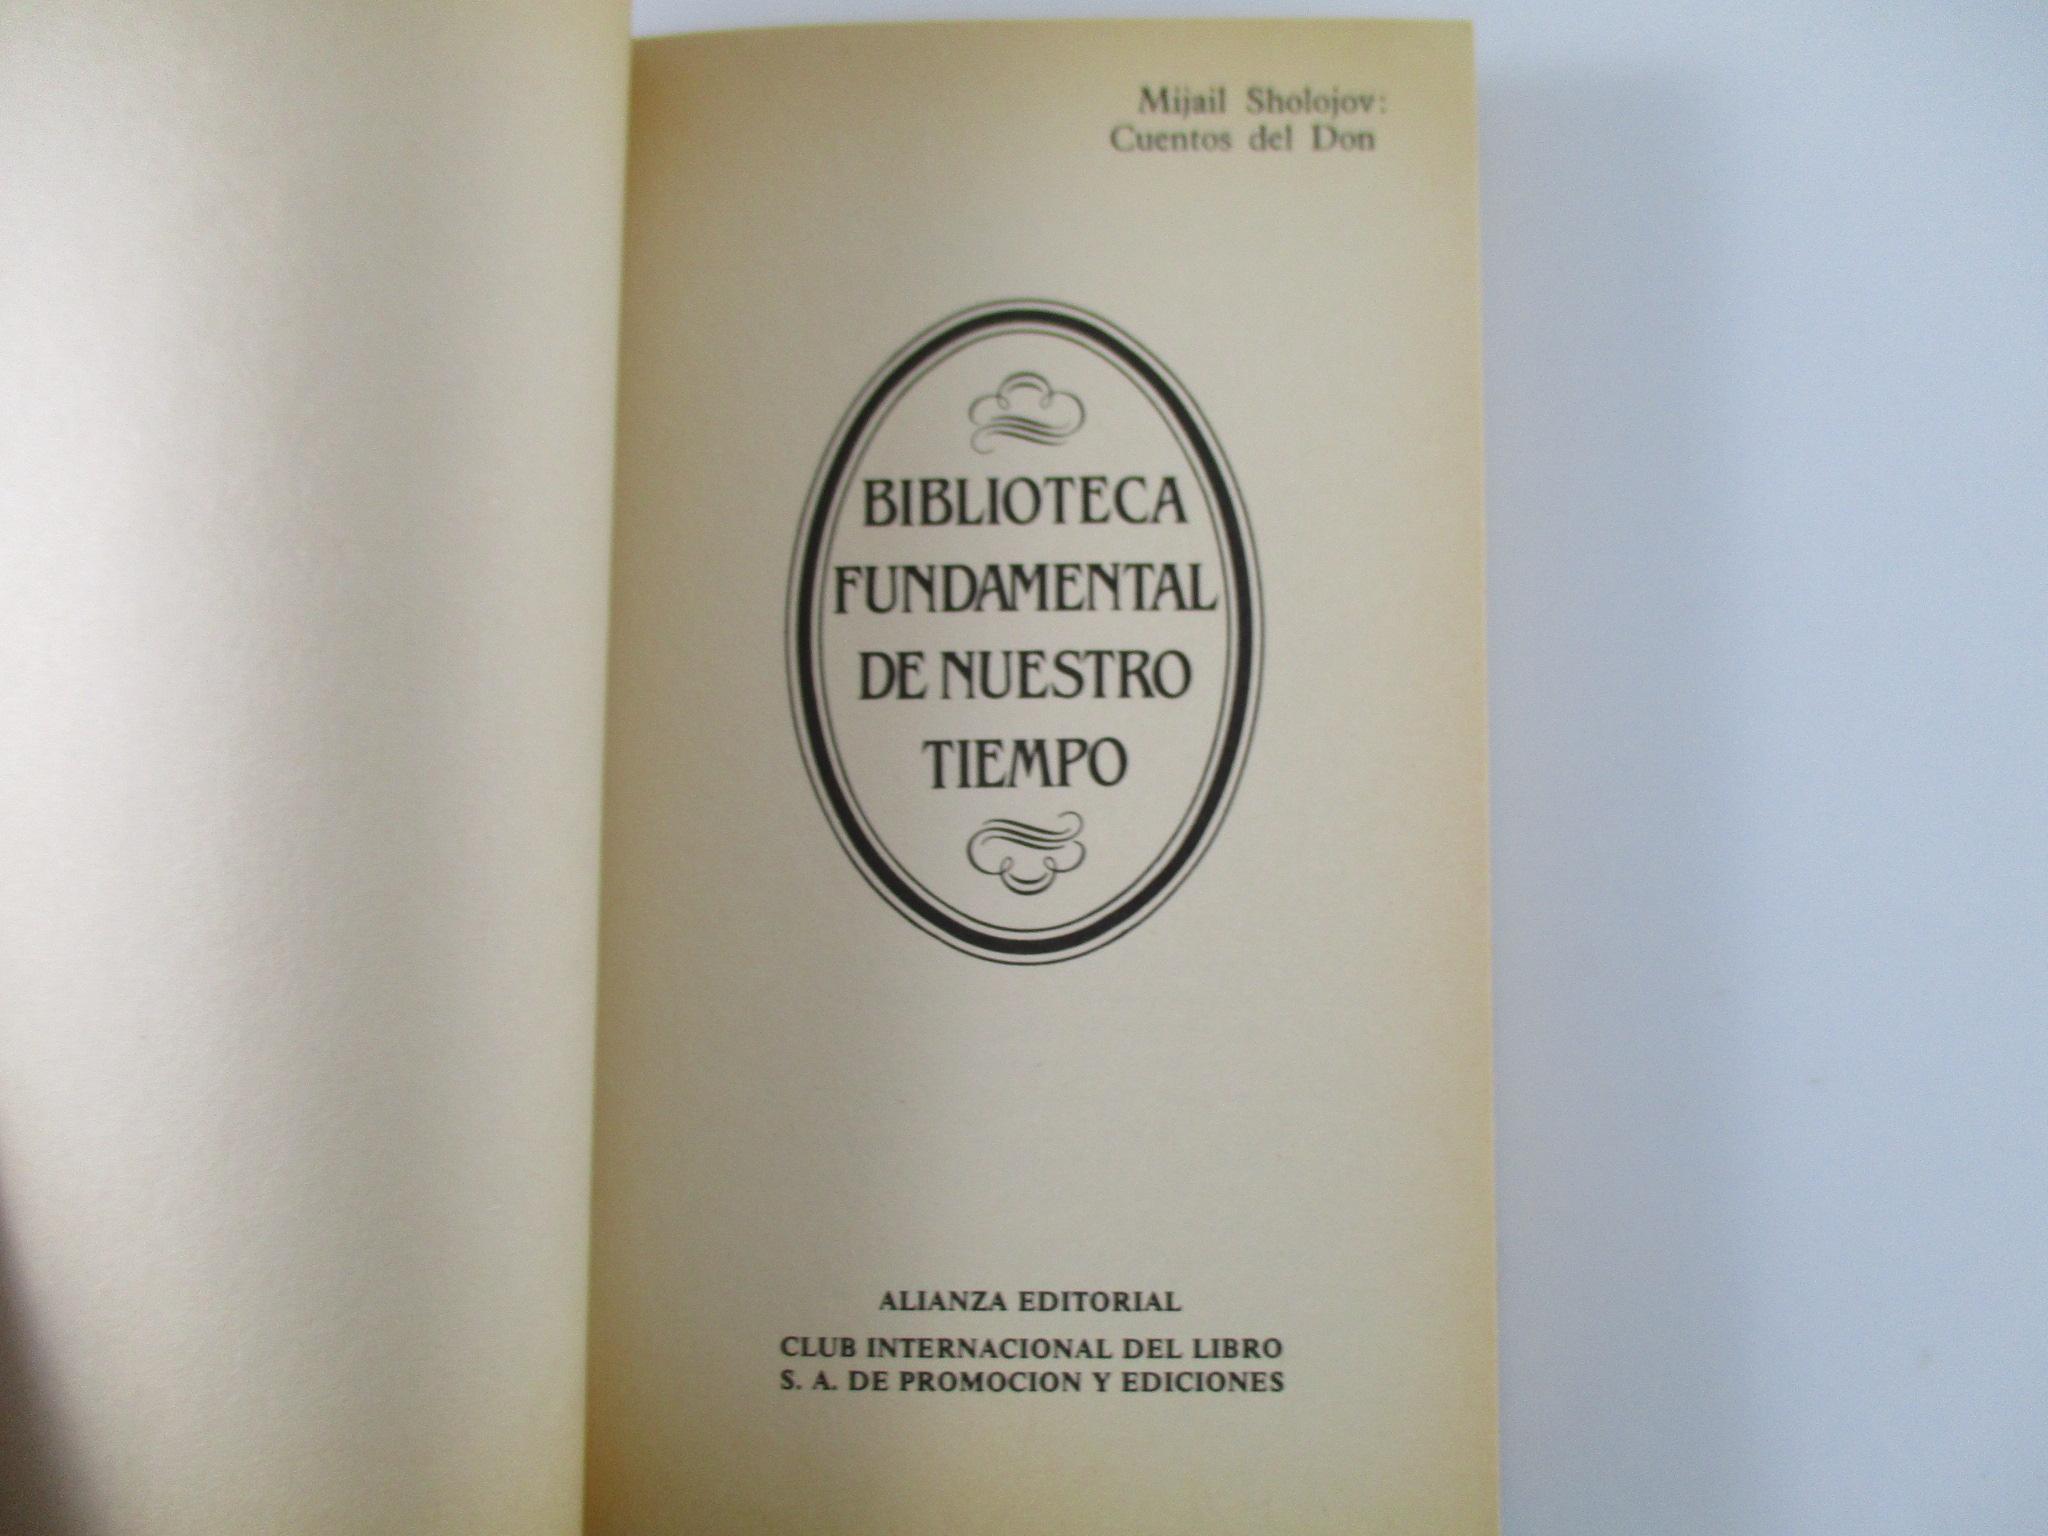 Mijail Sholojov:
Cuentos del Don
BIBLIOTECA
FUNDAMENTAL
DE NUESTRO
TIEMPO
ALIANZA EDITORIAL
CLUB INTERNACIONAL DEL LIBRO
S. A. DE PROMOCION Y EDICIONES